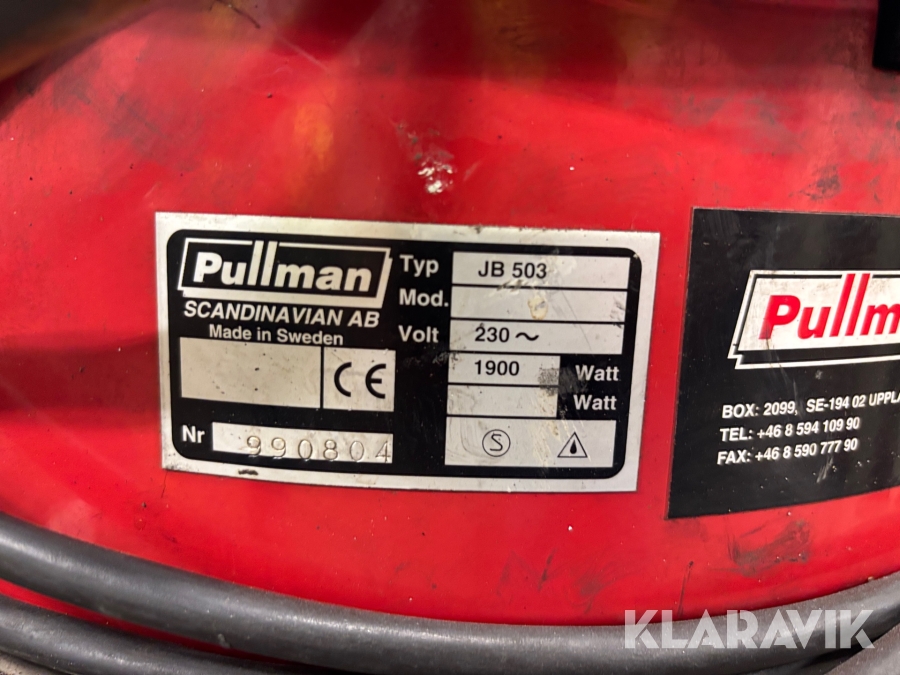 Pullman
SCANDINAVIAN AB
Made in Sweden
CE
Nr 990804
Typ JB 503
Mod.
Volt 230 ~
1900 Watt
Watt
S
Pullm
BOX: 2099, SE-194 02 UPPLA
TEL: +46 8 594 109 90
FAX: +46 8 590 777 90
KLARAVIK